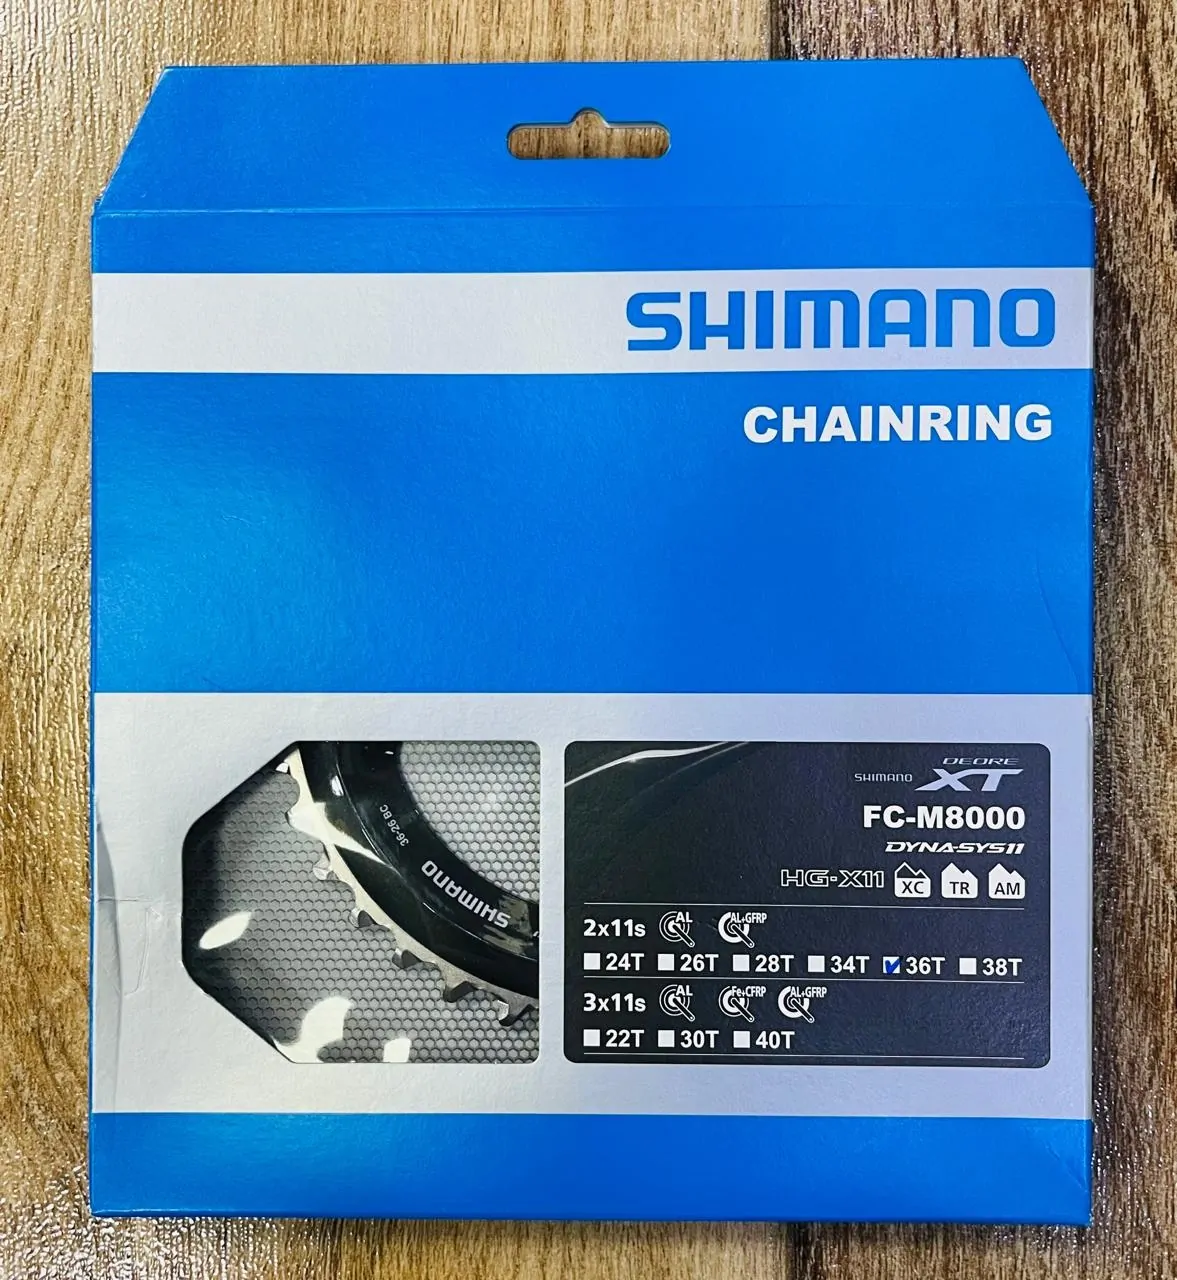 SHIMANO
CHAINRING
36-26 BC
SHIMANO
SHIMANO DEORE XT
FC-M8000
DYNA-SYS11
HG-X11 XC TR AM
2x11s AL AL+GFRP
24T 26T 28T 34T 36T 38T
3x11s AL Fe+CFRP AL+GFRP
22T 30T 40T